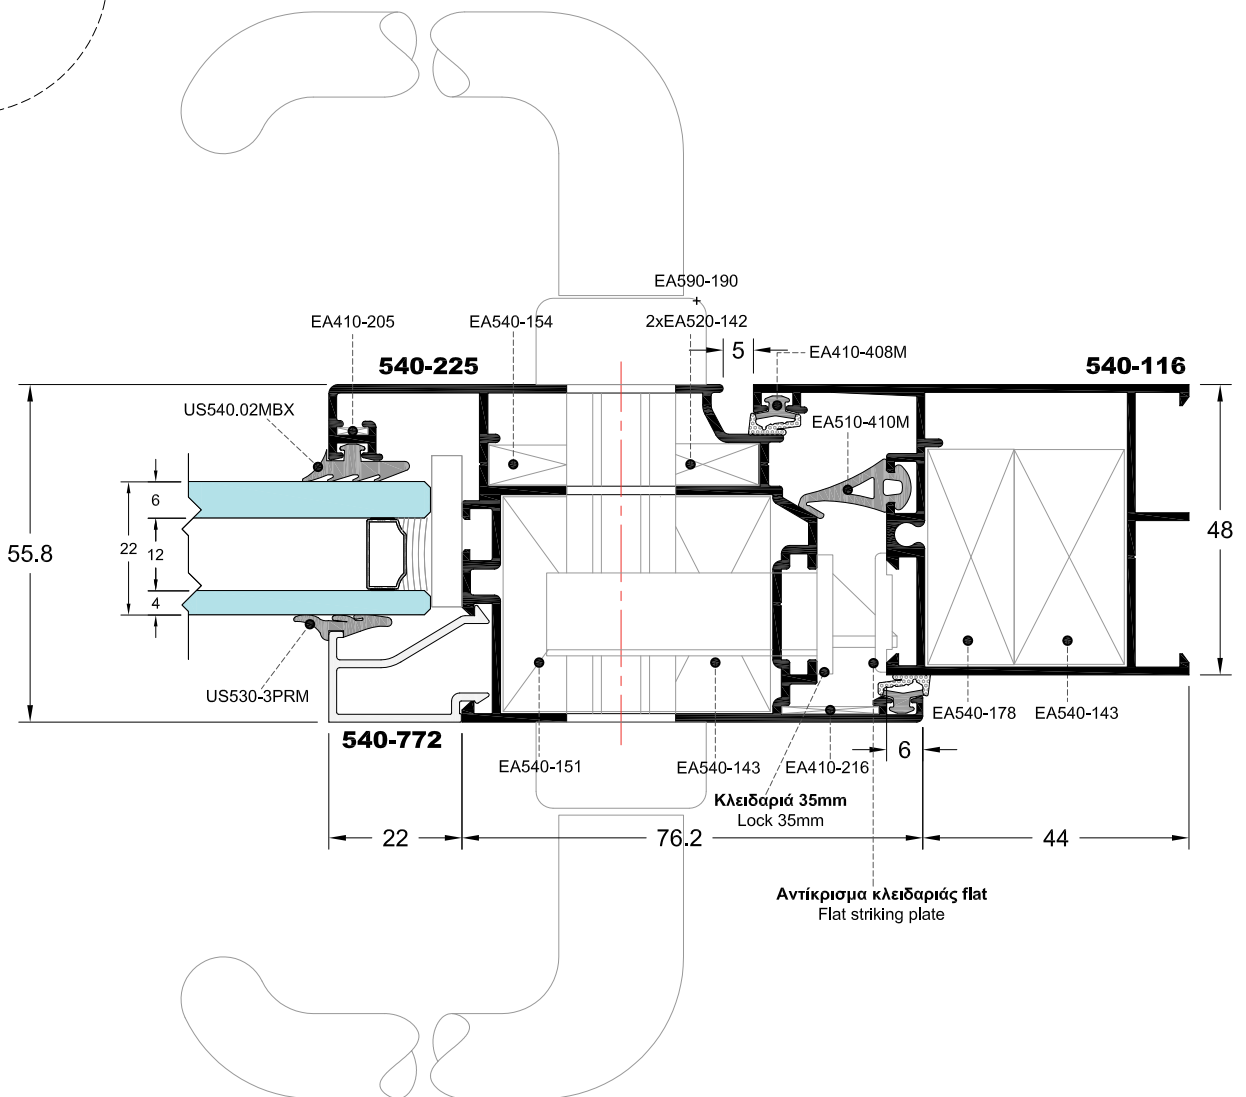 EA590-190
EA410-205
EA540-154
2xEA520-142
5
EA410-408M
540-225
540-116
US540.02MBX
EA510-410M
6
22
12
4
55.8
48
US530-3PRM
EA540-178
EA540-143
540-772
6
EA540-151
EA540-143
EA410-216
Κλειδαριά 35mm
Lock 35mm
22
76.2
44
Αντίκρισμα κλειδαριάς flat
Flat striking plate